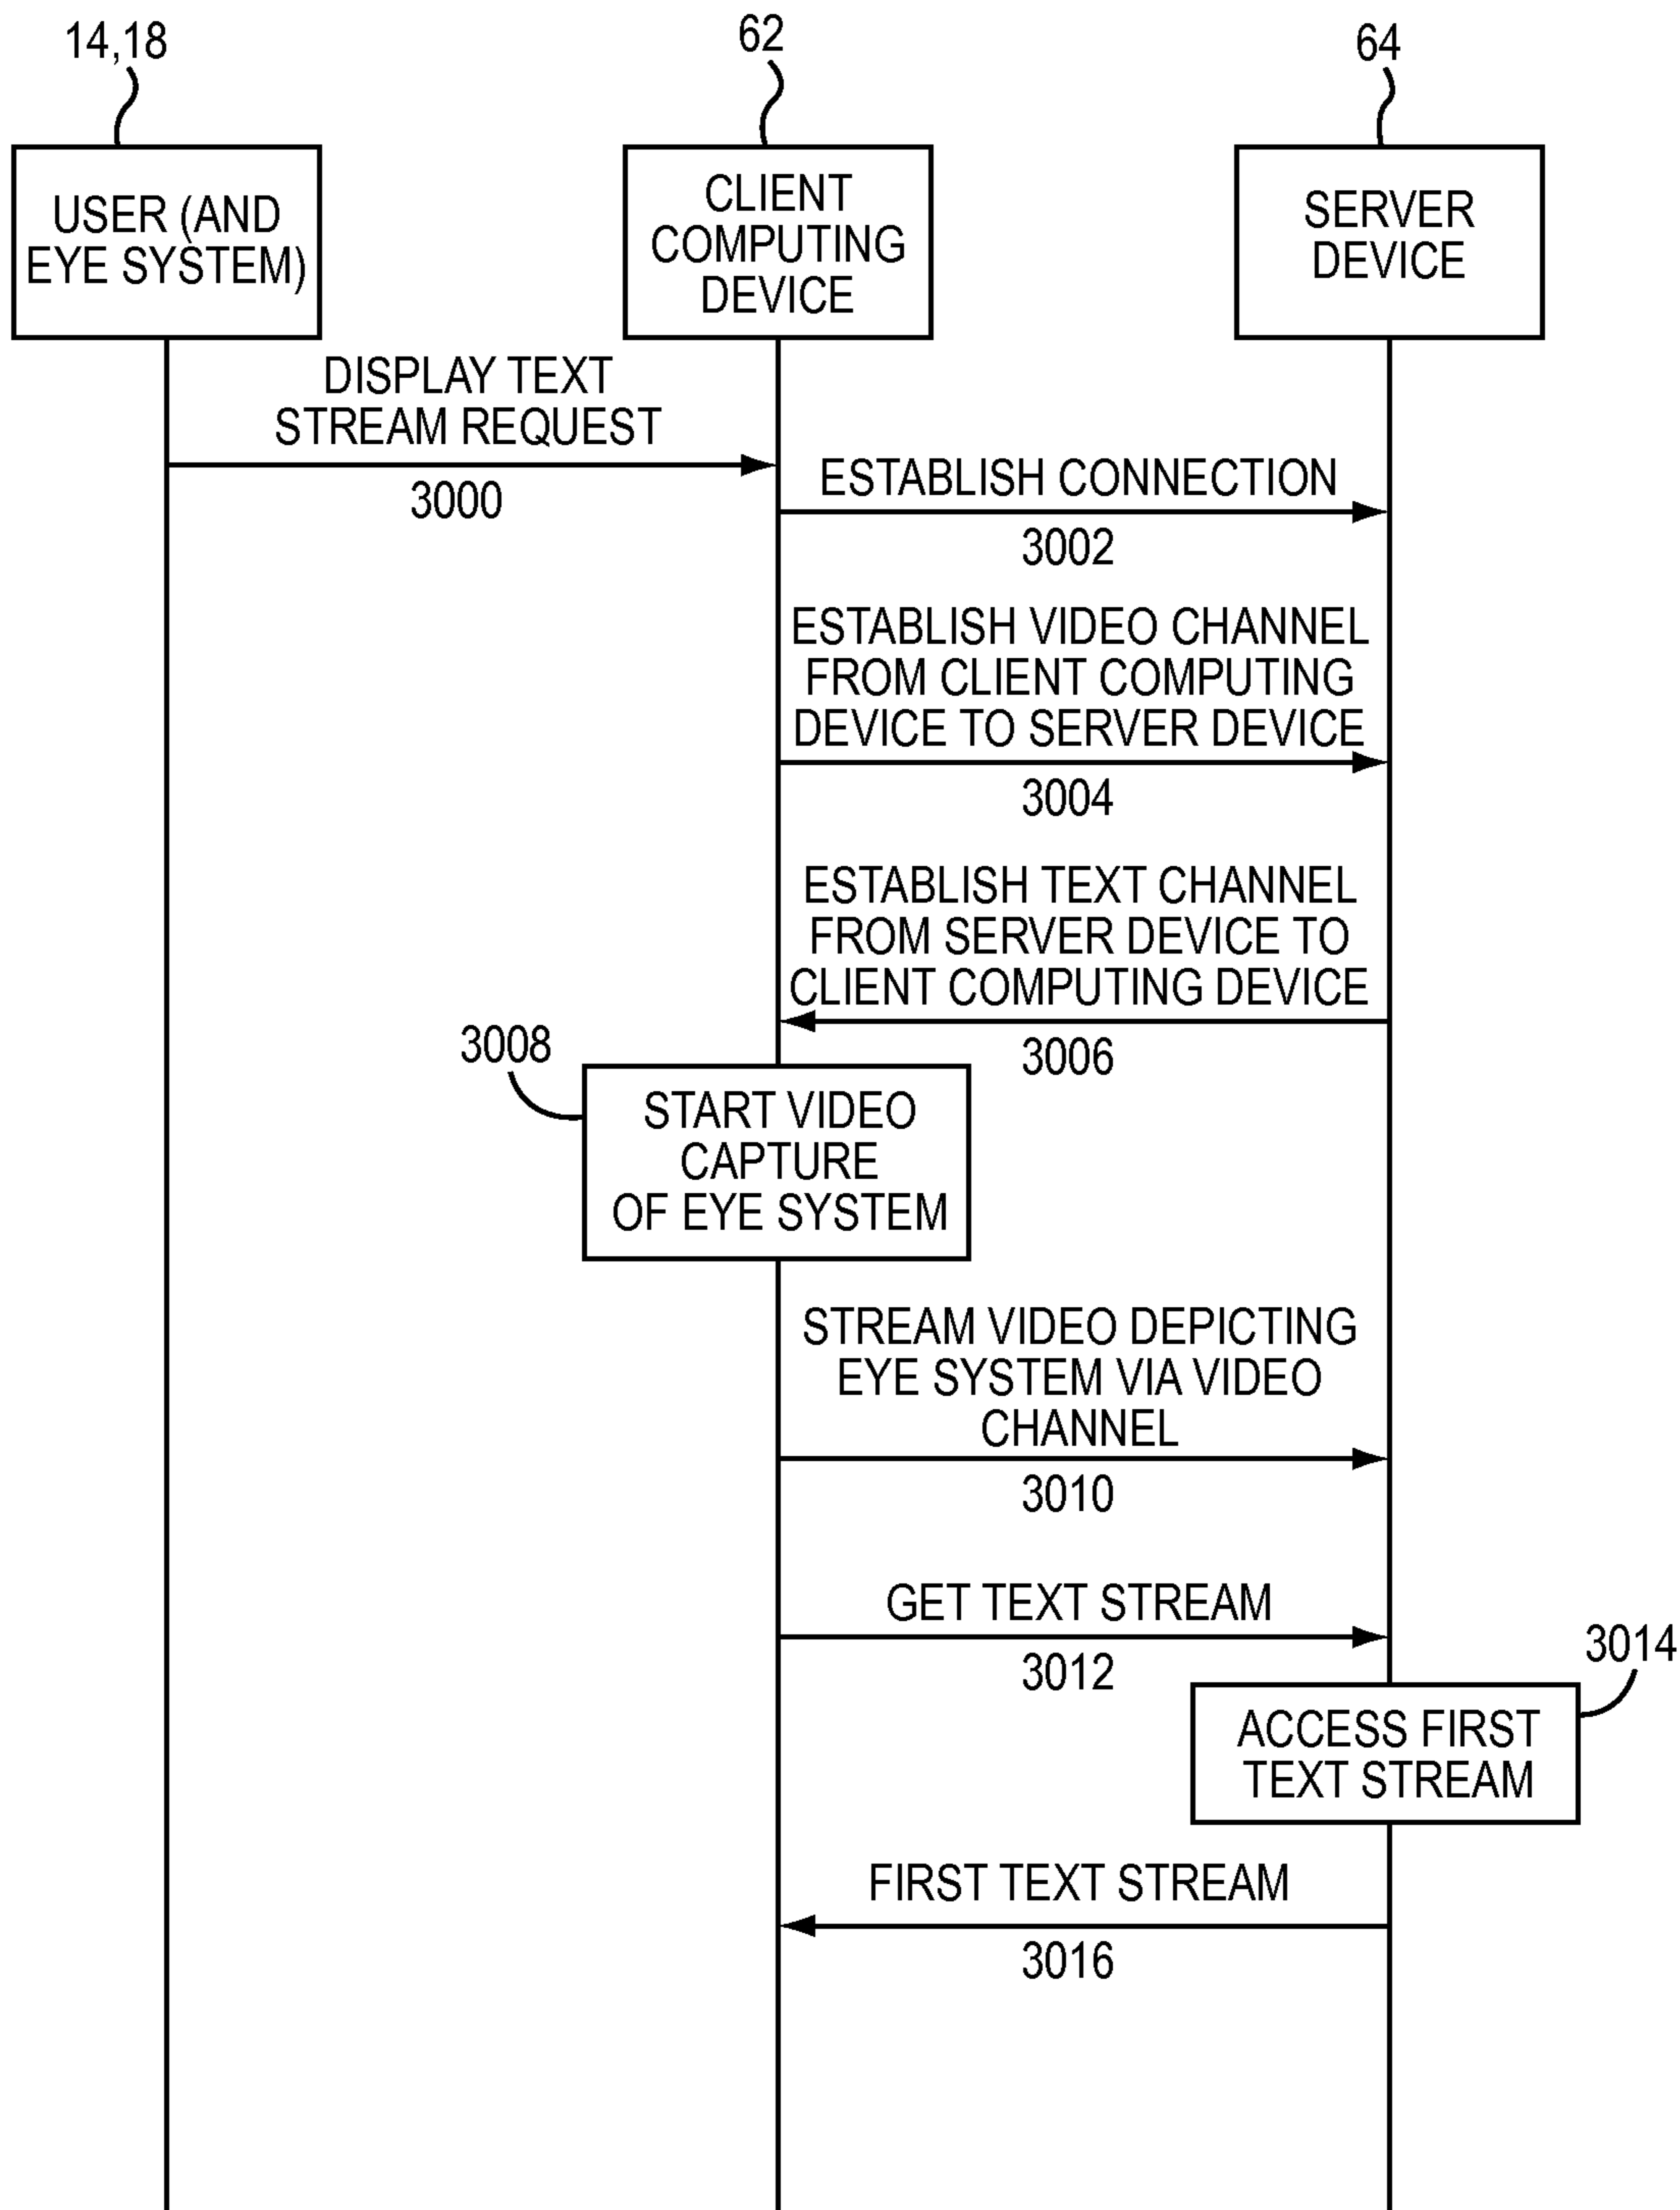 14,18
62
64
USER (AND
EYE SYSTEM)
CLIENT
COMPUTING
DEVICE
SERVER
DEVICE
DISPLAY TEXT
STREAM REQUEST
3000
ESTABLISH CONNECTION
3002
ESTABLISH VIDEO CHANNEL
FROM CLIENT COMPUTING
DEVICE TO SERVER DEVICE
3004
ESTABLISH TEXT CHANNEL
FROM SERVER DEVICE TO
CLIENT COMPUTING DEVICE
3006
3008
START VIDEO
CAPTURE
OF EYE SYSTEM
STREAM VIDEO DEPICTING
EYE SYSTEM VIA VIDEO
CHANNEL
3010
GET TEXT STREAM
3012
3014
ACCESS FIRST
TEXT STREAM
FIRST TEXT STREAM
3016